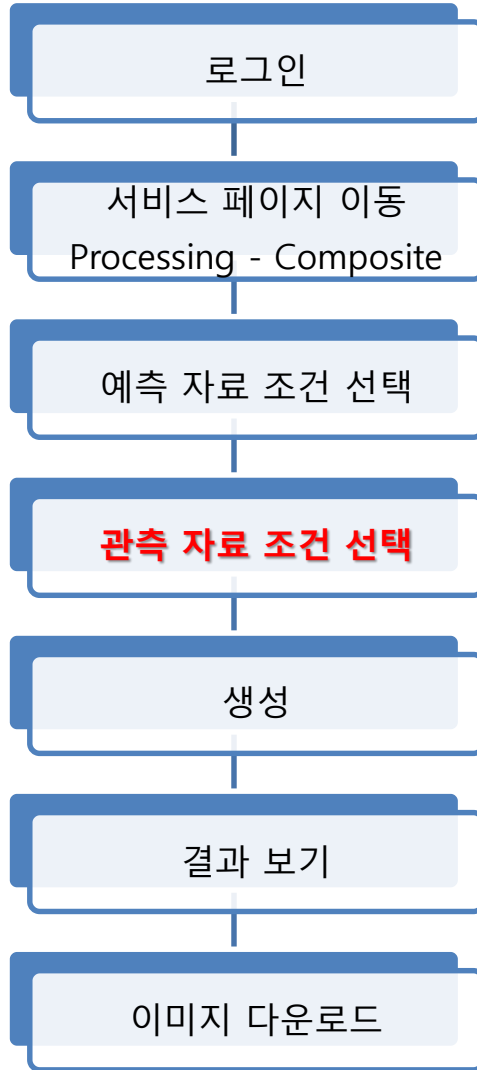 로그인
서비스 페이지 이동
Processing - Composite
예측 자료 조건 선택
관측 자료 조건 선택
생성
결과 보기
이미지 다운로드